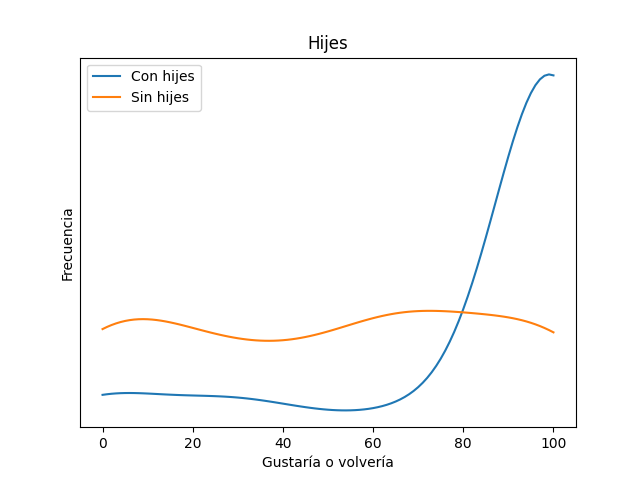 Hijes
Con hijes
Sin hijes
Frecuencia
0 20 40 60 80 100
Gustaría o volvería